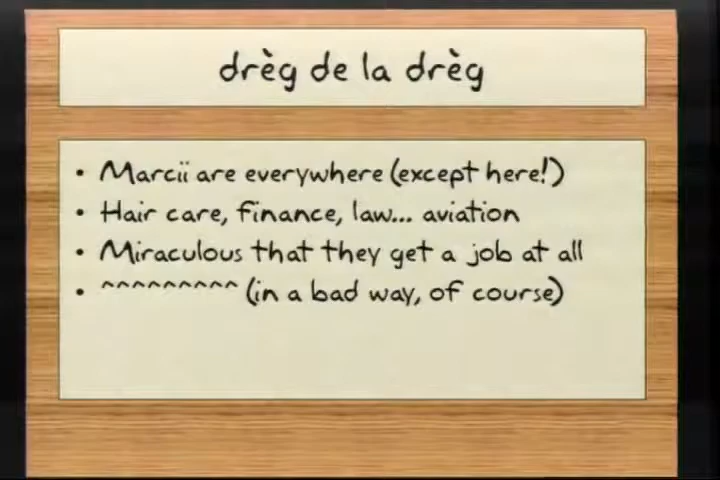 drèg de la drèg
• Marcii are everywhere (except here!)
• Hair care, finance, law... aviation
• Miraculous that they get a job at all
• ^^^^^^^^^ (in a bad way, of course)